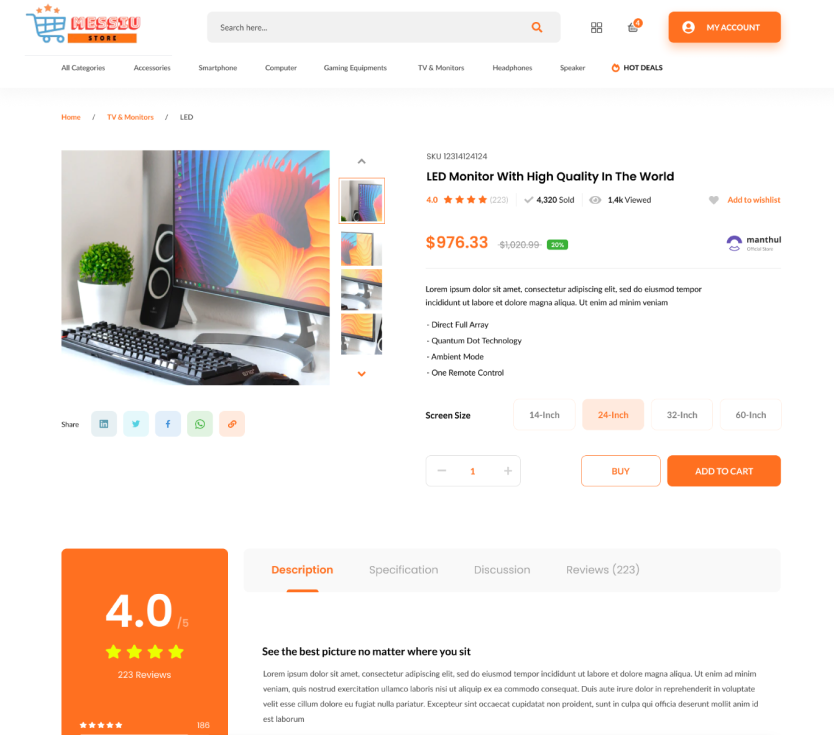 MESSIU
STORE
Search here...
4
MY ACCOUNT
All Categories
Accessories
Smartphone
Computer
Gaming Equipments
TV & Monitors
Headphones
Speaker
HOT DEALS
Home / TV & Monitors / LED
SKU 12314124124
LED Monitor With High Quality In The World
4.0 (223) 4,320 Sold 1,4k Viewed Add to wishlist
$976.33 $1,020.99 20%
manthul
Official Store
Lorem ipsum dolor sit amet, consectetur adipiscing elit, sed do eiusmod tempor
incididunt ut labore et dolore magna aliqua. Ut enim ad minim veniam
- Direct Full Array
- Quantum Dot Technology
- Ambient Mode
- One Remote Control
Share
Screen Size 14-Inch 24-Inch 32-Inch 60-Inch
1
BUY
ADD TO CART
4.0 /5
223 Reviews
186
Description Specification Discussion Reviews (223)
See the best picture no matter where you sit
Lorem ipsum dolor sit amet, consectetur adipiscing elit, sed do eiusmod tempor incididunt ut labore et dolore magna aliqua. Ut enim ad minim
veniam, quis nostrud exercitation ullamco laboris nisi ut aliquip ex ea commodo consequat. Duis aute irure dolor in reprehenderit in voluptate
velit esse cillum dolore eu fugiat nulla pariatur. Excepteur sint occaecat cupidatat non proident, sunt in culpa qui officia deserunt mollit anim id
est laborum